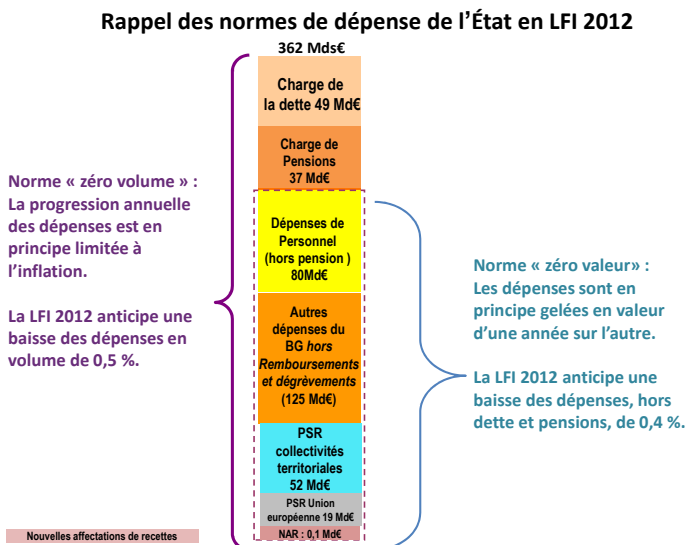 Rappel des normes de dépense de l’État en LFI 2012
362 Mds€
Charge de
la dette 49 Md€
Charge de
Pensions
37 Md€
Norme « zéro volume » :
La progression annuelle
des dépenses est en
principe limitée à
l’inflation.
La LFI 2012 anticipe une
baisse des dépenses en
volume de 0,5 %.
Dépenses de
Personnel
(hors pension )
80Md€
Autres
dépenses du
BG hors
Remboursements
et dégrèvements
(125 Md€)
PSR
collectivités
territoriales
52 Md€
PSR Union
européenne 19 Md€
NAR : 0,1 Md€
Norme « zéro valeur» :
Les dépenses sont en
principe gelées en valeur
d’une année sur l’autre.
La LFI 2012 anticipe une
baisse des dépenses, hors
dette et pensions, de 0,4 %.
Nouvelles affectations de recettes